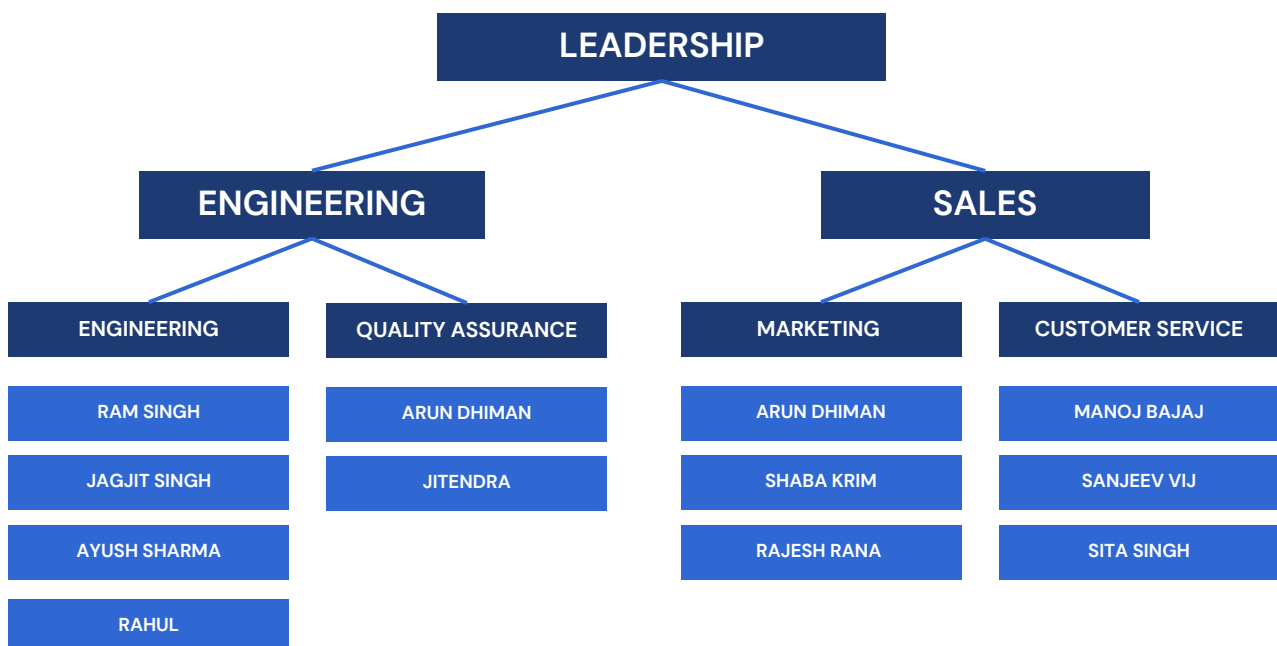 LEADERSHIP
ENGINEERING
SALES
ENGINEERING
QUALITY ASSURANCE
MARKETING
CUSTOMER SERVICE
RAM SINGH
ARUN DHIMAN
ARUN DHIMAN
MANOJ BAJAJ
JAGJIT SINGH
JITENDRA
SHABA KRIM
SANJEEV VIJ
AYUSH SHARMA
RAJESH RANA
SITA SINGH
RAHUL